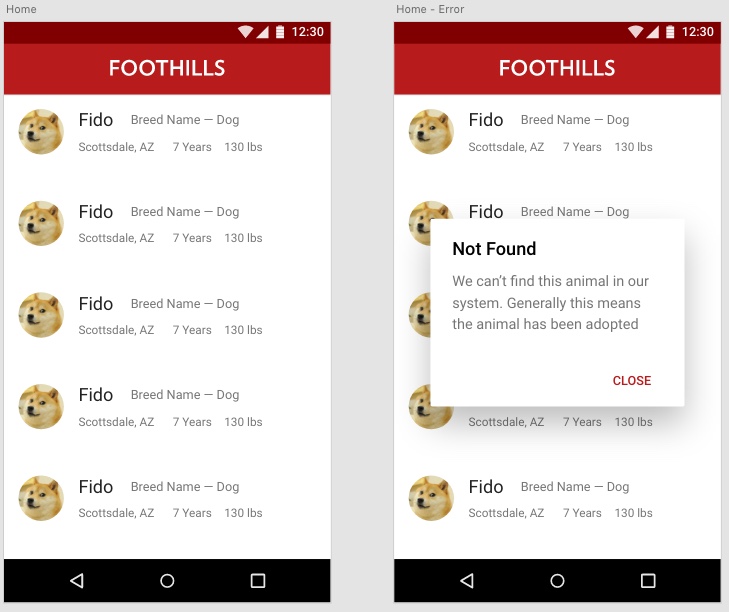 Home
12:30
FOOTHILLS
Fido Breed Name — Dog
Scottsdale, AZ 7 Years 130 lbs
Fido Breed Name — Dog
Scottsdale, AZ 7 Years 130 lbs
Fido Breed Name — Dog
Scottsdale, AZ 7 Years 130 lbs
Fido Breed Name — Dog
Scottsdale, AZ 7 Years 130 lbs
Fido Breed Name — Dog
Scottsdale, AZ 7 Years 130 lbs
Home - Error
12:30
FOOTHILLS
Fido Breed Name — Dog
Scottsdale, AZ 7 Years 130 lbs
Fido Breed Name — Dog
Not Found
We can’t find this animal in our
system. Generally this means
the animal has been adopted
CLOSE
Scottsdale, AZ 7 Years 130 lbs
Fido Breed Name — Dog
Scottsdale, AZ 7 Years 130 lbs